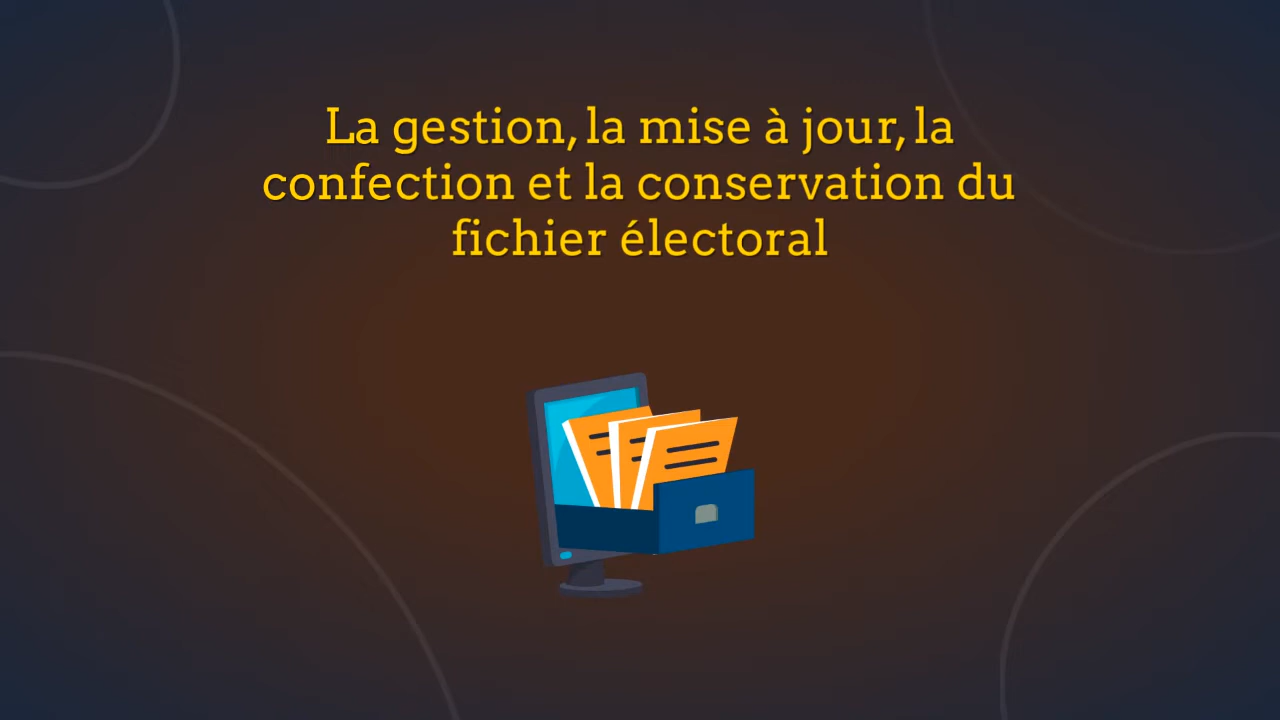 La gestion, la mise à jour, la
confection et la conservation du
fichier électoral